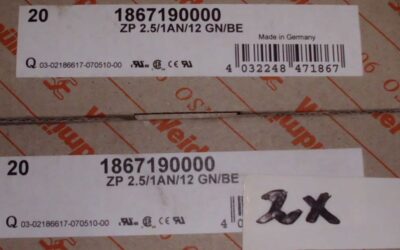 20 1867190000
ZP 2.5/1AN/12 GN/BE
Made in Germany
Q 03-02186617-070510-00
4 032248 471867
20 1867190000
ZP 2.5/1AN/12 GN/BE
Q 03-02186617-070510-00
2X